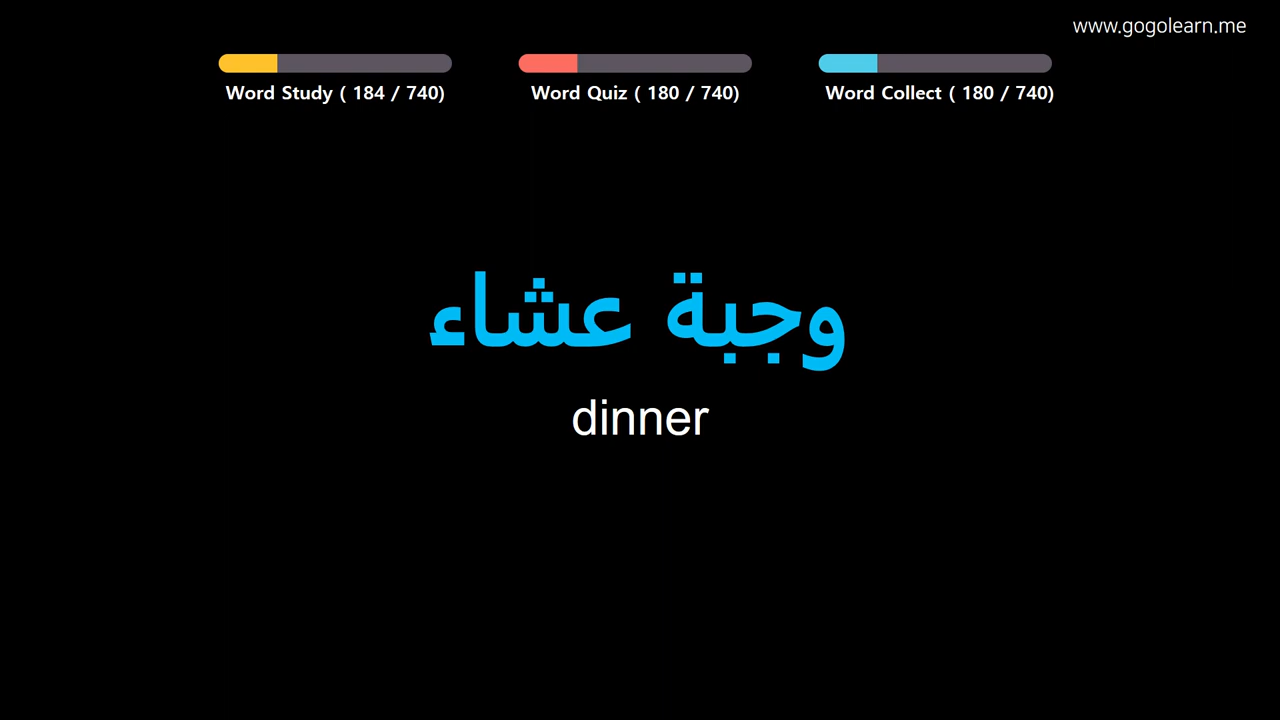 www.gogolearn.me
Word Study ( 184 / 740)
Word Quiz ( 180 / 740)
Word Collect ( 180 / 740)
وجبة عشاء
dinner